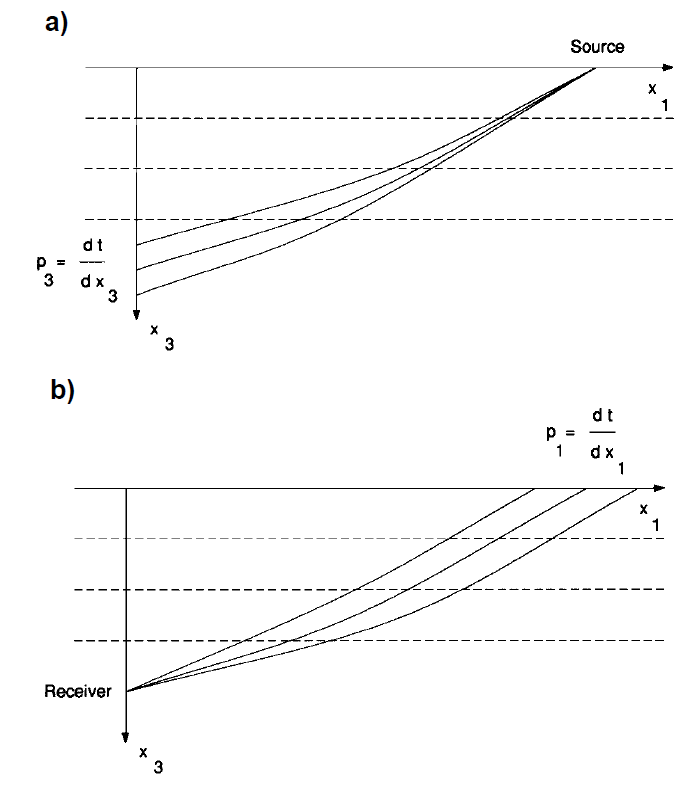 a)
Source
x 1
p 3 = d t / d x 3
x 3
b)
p 1 = d t / d x 1
x 1
Receiver
x 3